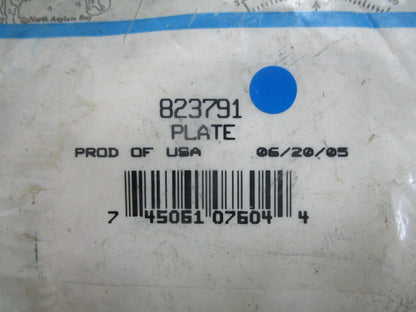 North Asylum Bay
823791
PLATE
PROD OF USA 06/20/05
7 45061 07604 4